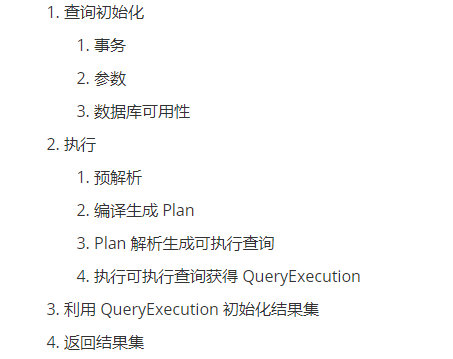 1. 查询初始化
1. 事务
2. 参数
3. 数据库可用性
2. 执行
1. 预解析
2. 编译生成 Plan
3. Plan 解析生成可执行查询
4. 执行可执行查询获得 QueryExecution
3. 利用 QueryExecution 初始化结果集
4. 返回结果集